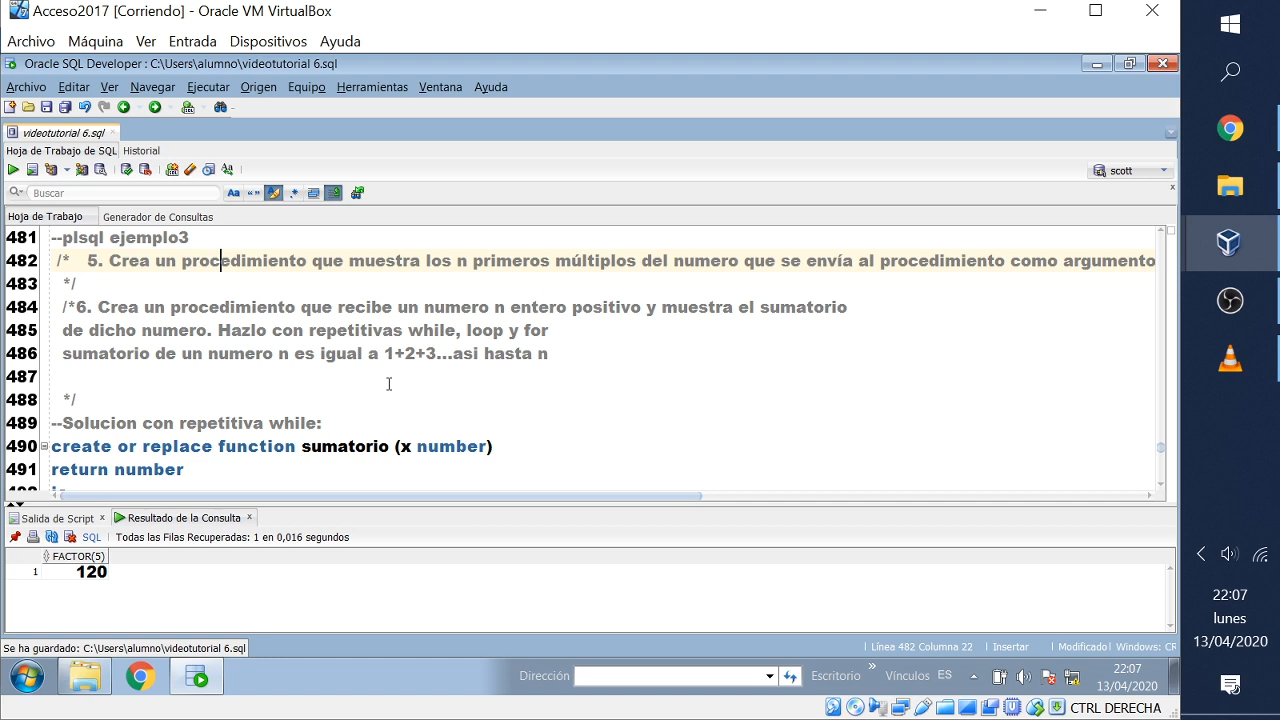 Acceso2017 [Corriendo] - Oracle VM VirtualBox
Archivo Máquina Ver Entrada Dispositivos Ayuda
Oracle SQL Developer : C:\Users\alumno\videotutorial 6.sql
Archivo Editar Ver Navegar Ejecutar Origen Equipo Herramientas Ventana Ayuda
videotutorial 6.sql
Hoja de Trabajo de SQL Historial
scott
Buscar
Hoja de Trabajo Generador de Consultas
481 --plsql ejemplo3
482 /* 5. Crea un procedimiento que muestra los n primeros múltiplos del numero que se envía al procedimiento como argumento
483 */
484 /*6. Crea un procedimiento que recibe un numero n entero positivo y muestra el sumatorio
485 de dicho numero. Hazlo con repetitivas while, loop y for
486 sumatorio de un numero n es igual a 1+2+3...asi hasta n
487
488 */
489 --Solucion con repetitiva while:
490 create or replace function sumatorio (x number)
491 return number
Salida de Script Resultado de la Consulta
SQL Todas las Filas Recuperadas: 1 en 0,016 segundos
FACTOR(5)
1 120
Se ha guardado: C:\Users\alumno\videotutorial 6.sql
Línea 482 Columna 22 Insertar Modificado Windows: CR
Dirección Escritorio Vínculos ES 22:07
13/04/2020
CTRL DERECHA
22:07
lunes
13/04/2020